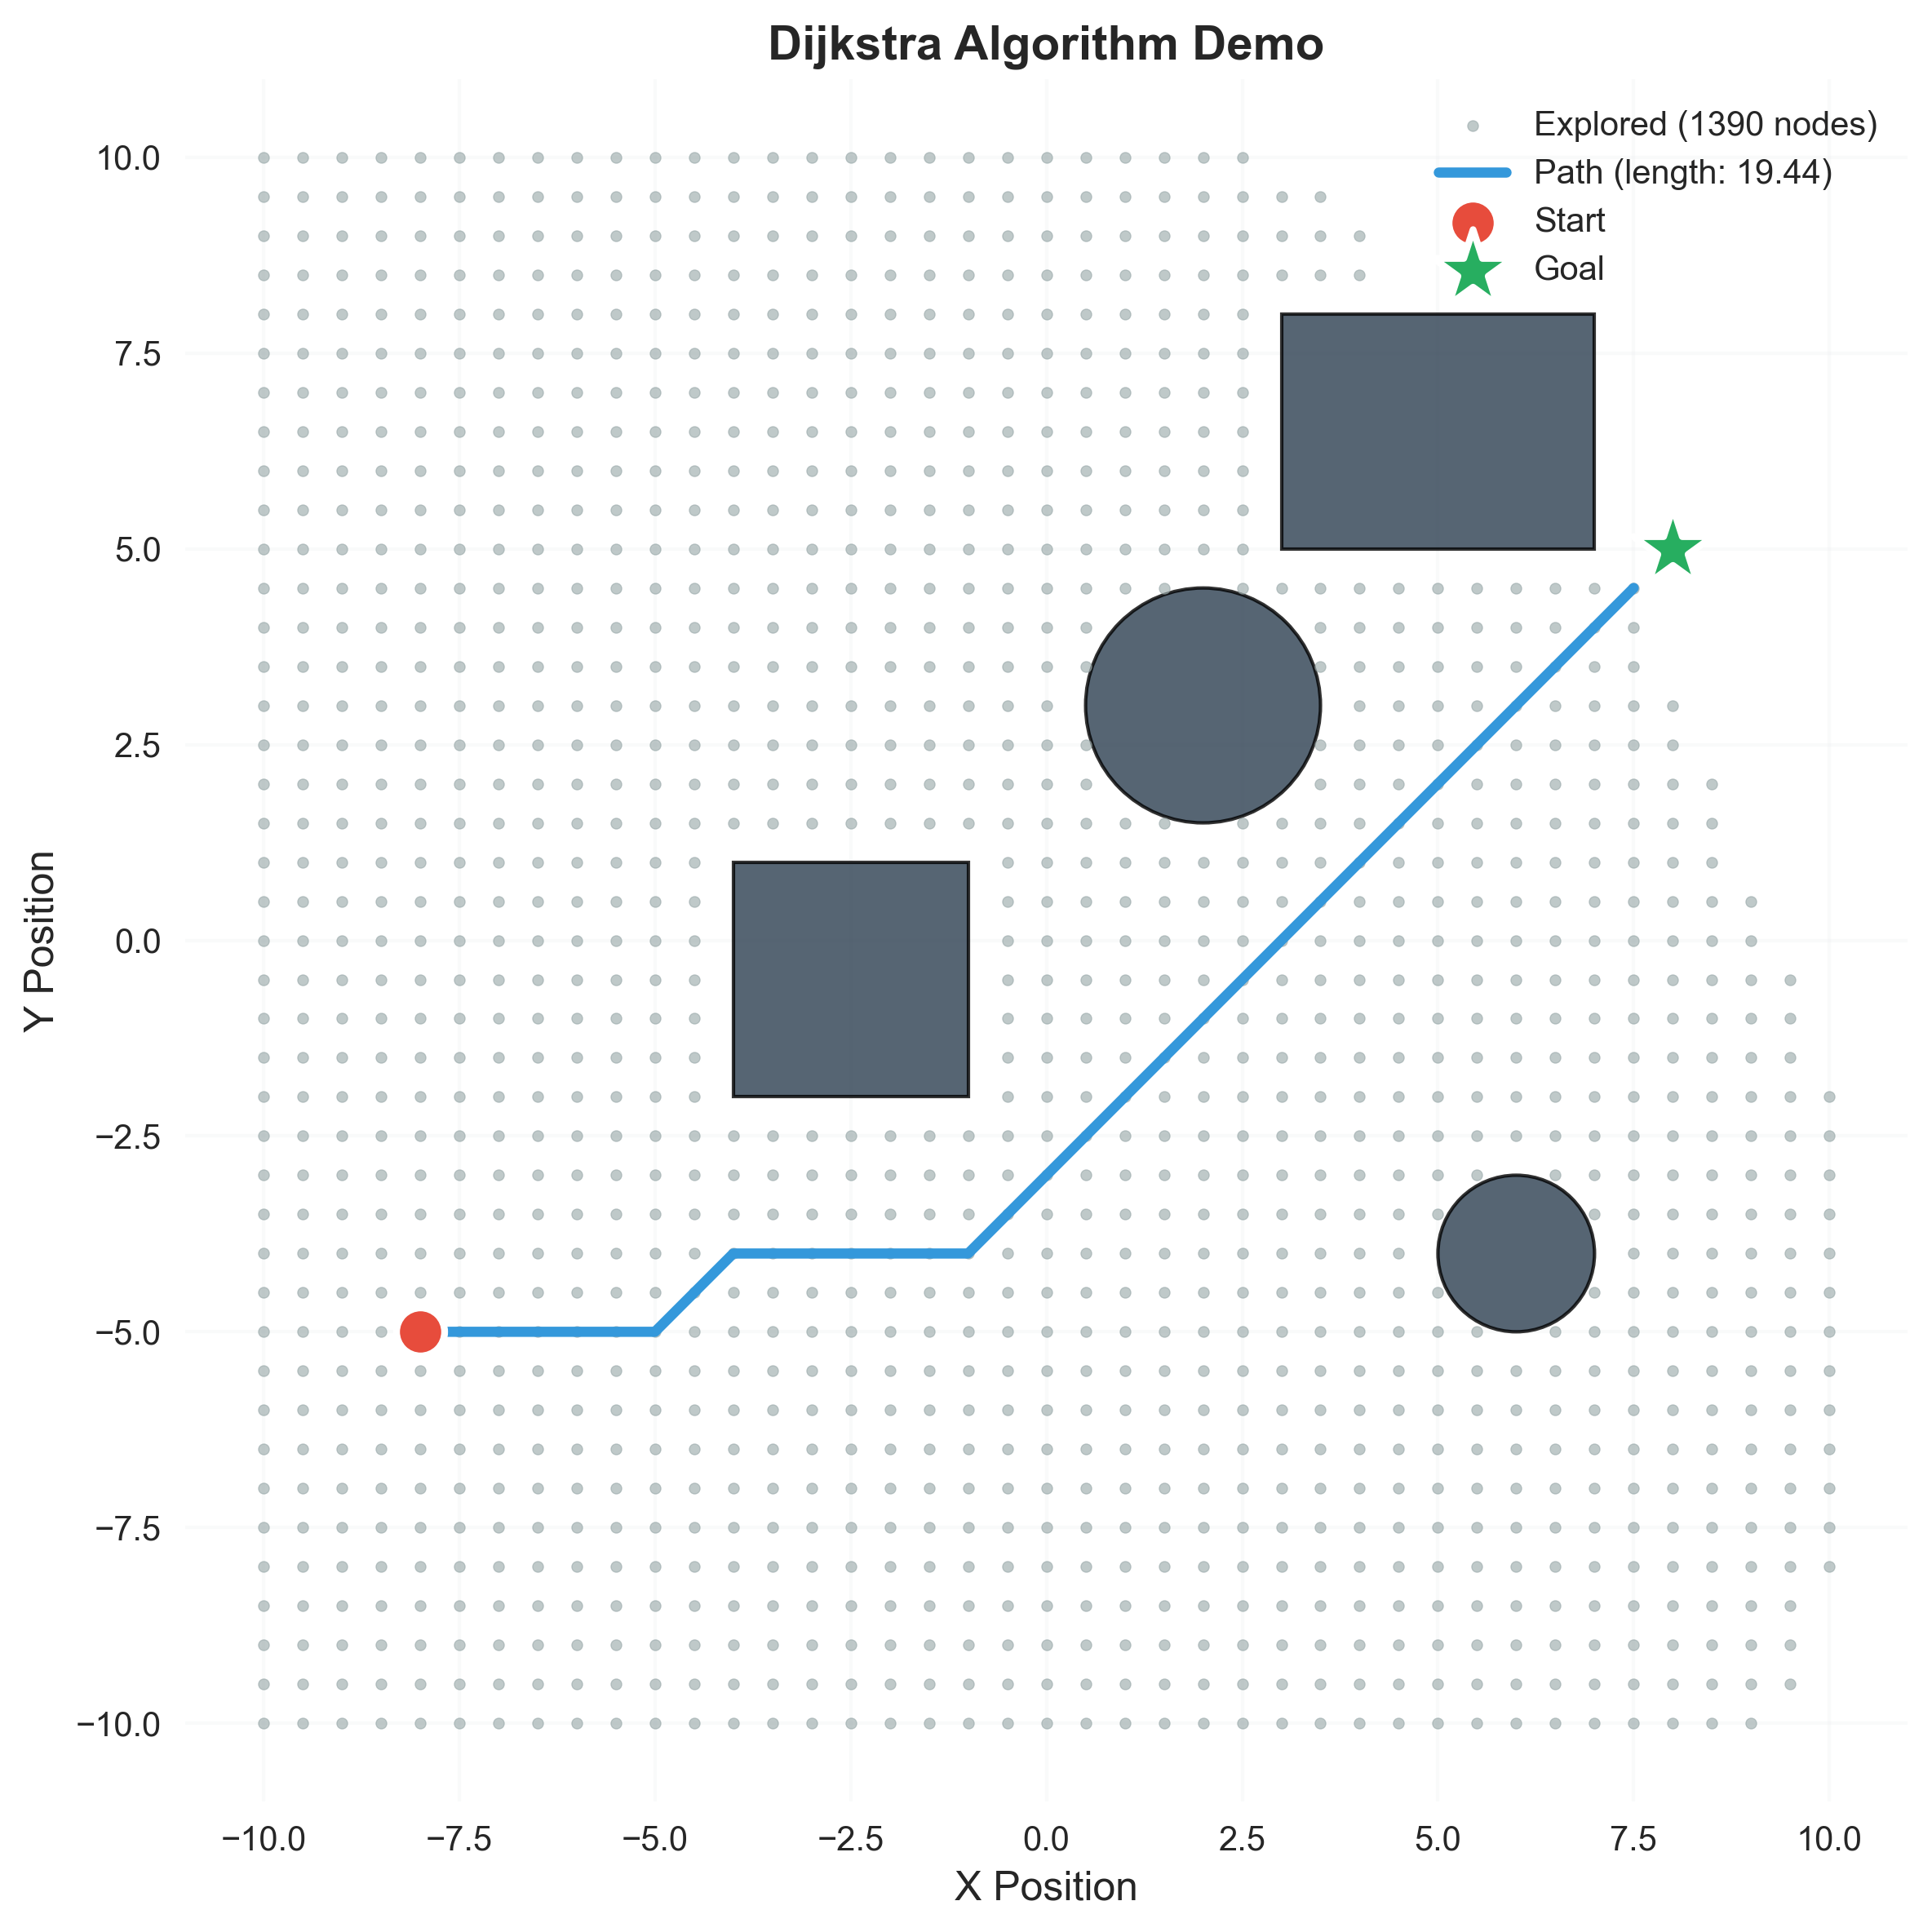 Dijkstra Algorithm Demo
Explored (1390 nodes)
Path (length: 19.44)
Start
Goal
10.0
7.5
5.0
2.5
0.0
−2.5
−5.0
−7.5
−10.0
Y Position
−10.0 −7.5 −5.0 −2.5 0.0 2.5 5.0 7.5 10.0
X Position